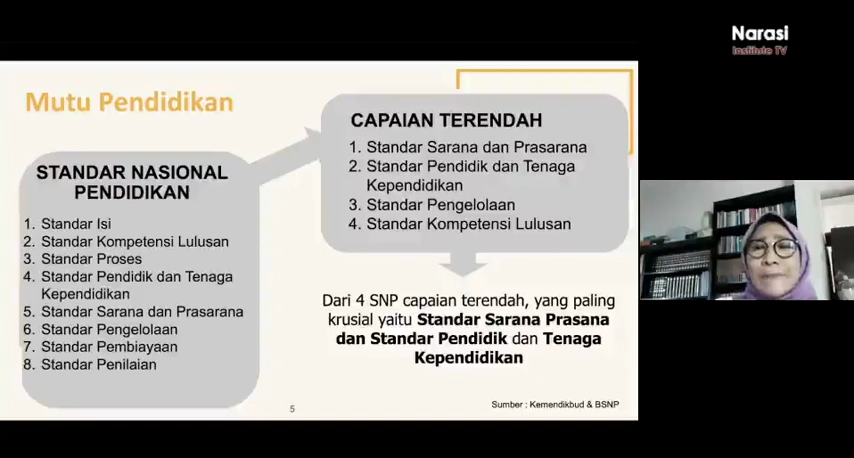 Narasi
Institute TV
Mutu Pendidikan
STANDAR NASIONAL
PENDIDIKAN
1. Standar Isi
2. Standar Kompetensi Lulusan
3. Standar Proses
4. Standar Pendidik dan Tenaga
Kependidikan
5. Standar Sarana dan Prasarana
6. Standar Pengelolaan
7. Standar Pembiayaan
8. Standar Penilaian
CAPAIAN TERENDAH
1. Standar Sarana dan Prasarana
2. Standar Pendidik dan Tenaga
Kependidikan
3. Standar Pengelolaan
4. Standar Kompetensi Lulusan
Dari 4 SNP capaian terendah, yang paling
krusial yaitu Standar Sarana Prasana
dan Standar Pendidik dan Tenaga
Kependidikan
5
Sumber : Kemendikbud & BSNP